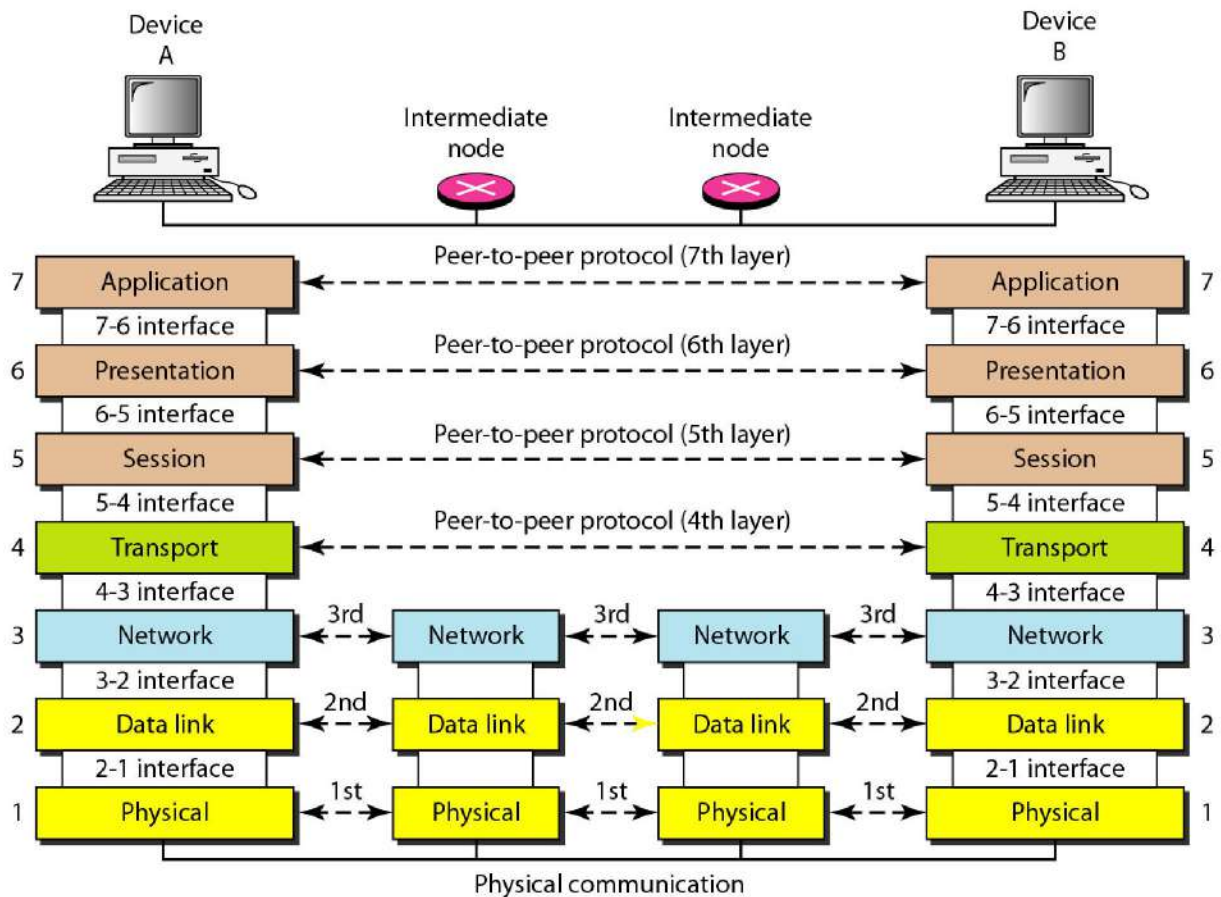 Device
A
Device
B
Intermediate
node
Intermediate
node
Peer-to-peer protocol (7th layer)
7 Application Application 7
7-6 interface 7-6 interface
Peer-to-peer protocol (6th layer)
6 Presentation Presentation 6
6-5 interface 6-5 interface
Peer-to-peer protocol (5th layer)
5 Session Session 5
5-4 interface 5-4 interface
Peer-to-peer protocol (4th layer)
4 Transport Transport 4
4-3 interface 4-3 interface
3rd 3rd 3rd
3 Network Network Network Network 3
3-2 interface 3-2 interface
2nd 2nd 2nd
2 Data link Data link Data link Data link 2
2-1 interface 2-1 interface
1st 1st 1st
1 Physical Physical Physical Physical 1
Physical communication